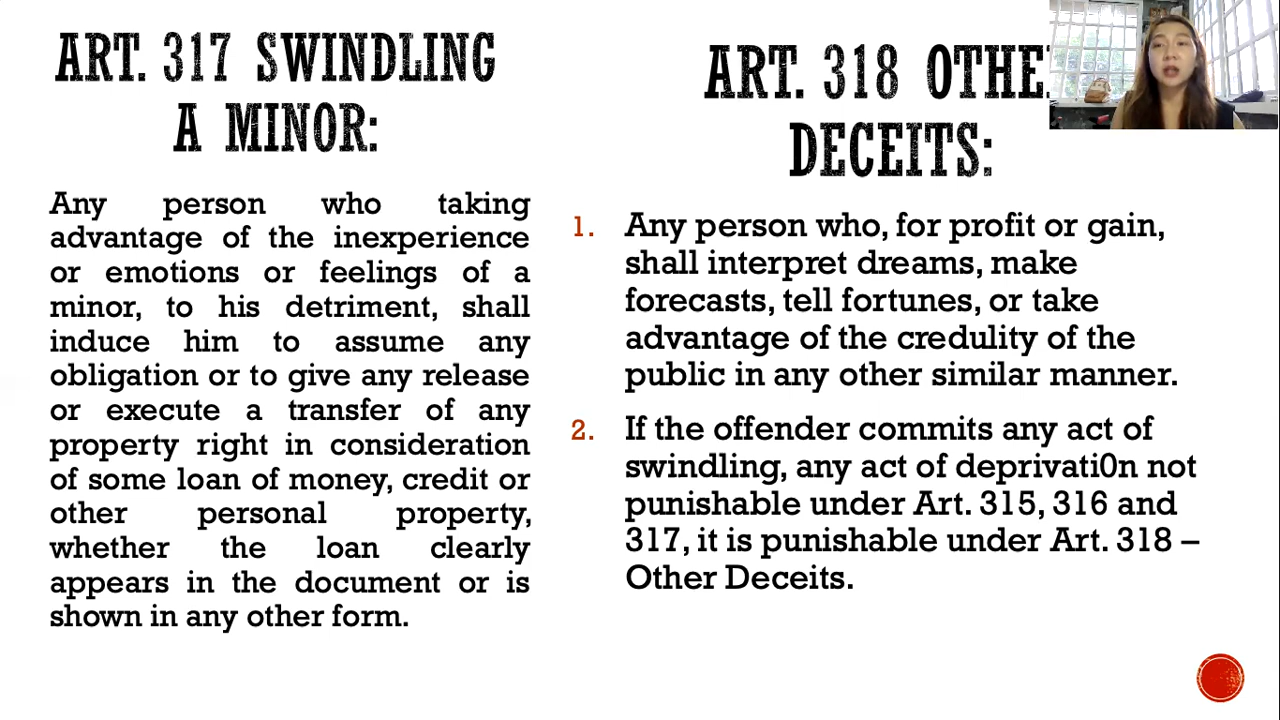 ART. 317 SWINDLING
A MINOR:
Any person who taking
advantage of the inexperience
or emotions or feelings of a
minor, to his detriment, shall
induce him to assume any
obligation or to give any release
or execute a transfer of any
property right in consideration
of some loan of money, credit or
other personal property,
whether the loan clearly
appears in the document or is
shown in any other form.
ART. 318 OTHE
DECEITS:
1. Any person who, for profit or gain,
shall interpret dreams, make
forecasts, tell fortunes, or take
advantage of the credulity of the
public in any other similar manner.
2. If the offender commits any act of
swindling, any act of deprivati0n not
punishable under Art. 315, 316 and
317, it is punishable under Art. 318 –
Other Deceits.